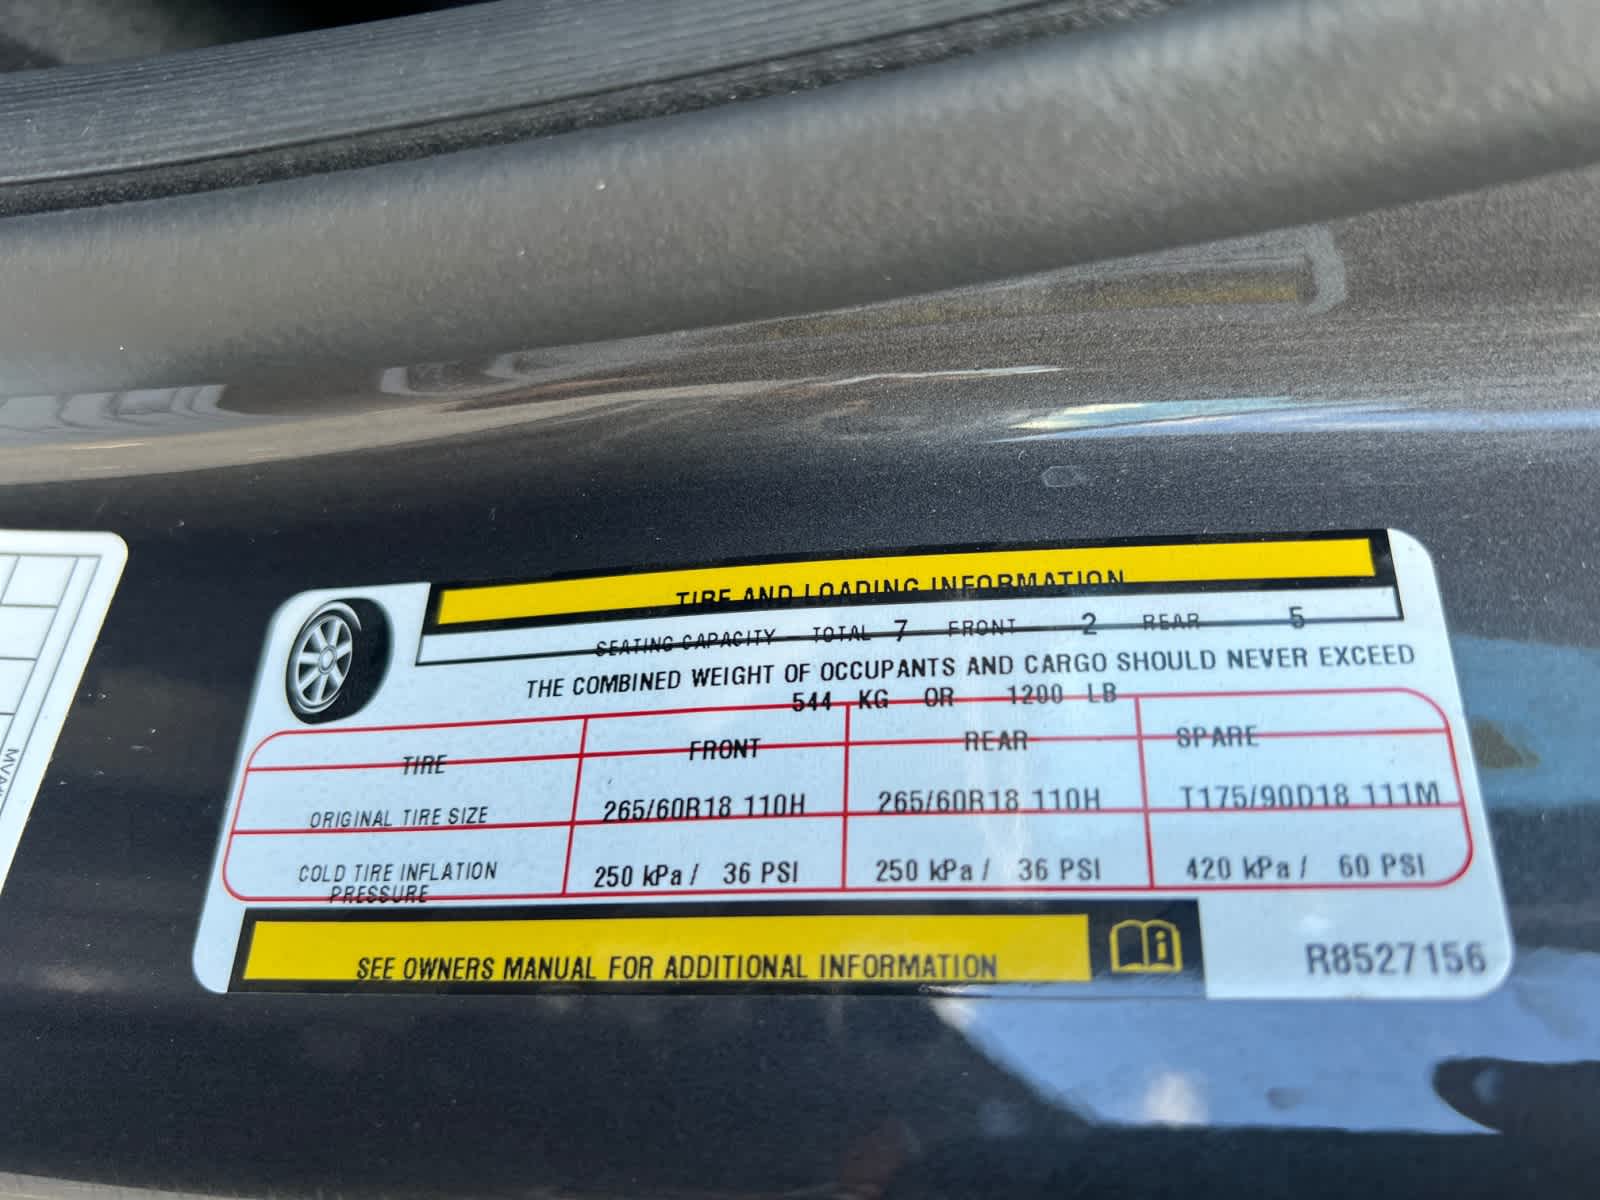 TIRE AND LOADING INFORMATION
SEATING CAPACITY - TOTAL 7 FRONT 2 REAR 5
THE COMBINED WEIGHT OF OCCUPANTS AND CARGO SHOULD NEVER EXCEED
544 KG OR 1200 LB
TIRE FRONT REAR SPARE
ORIGINAL TIRE SIZE 265/60R18 110H 265/60R18 110H T175/90D18 111M
COLD TIRE INFLATION PRESSURE 250 kPa / 36 PSI 250 kPa / 36 PSI 420 kPa / 60 PSI
SEE OWNERS MANUAL FOR ADDITIONAL INFORMATION
R8527156